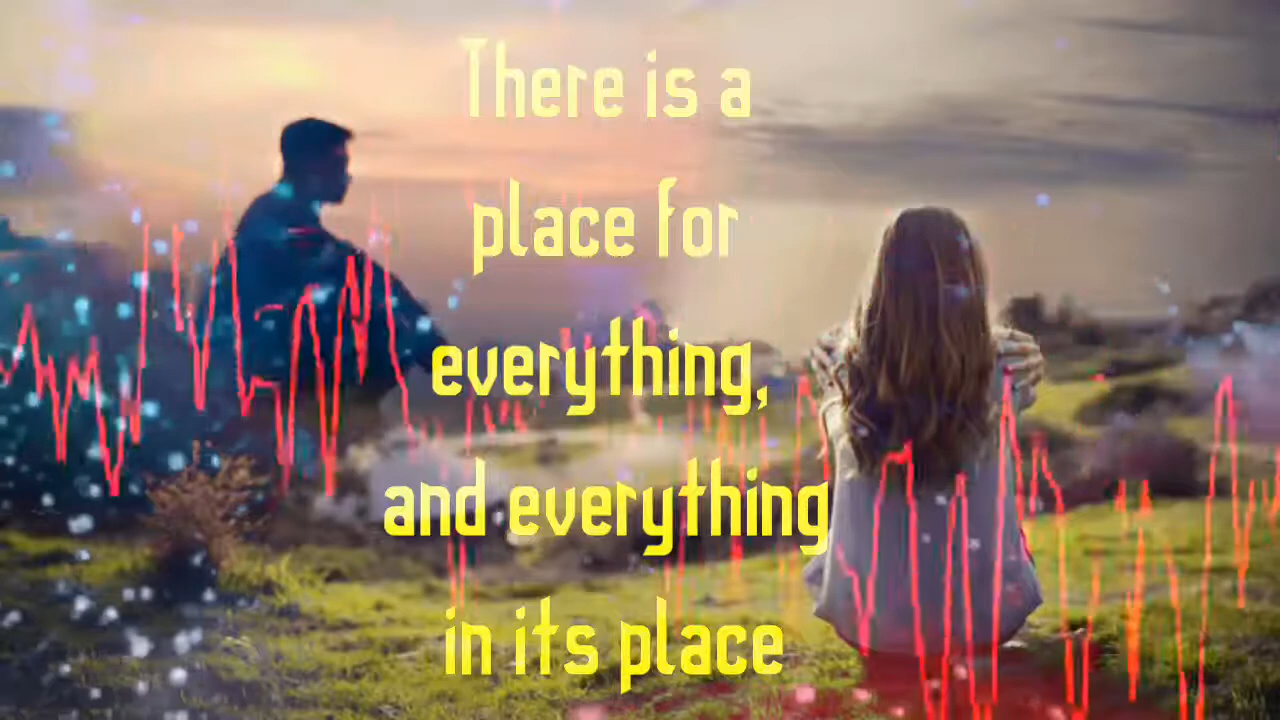 There is a
place for
everything,
and everything
in its place